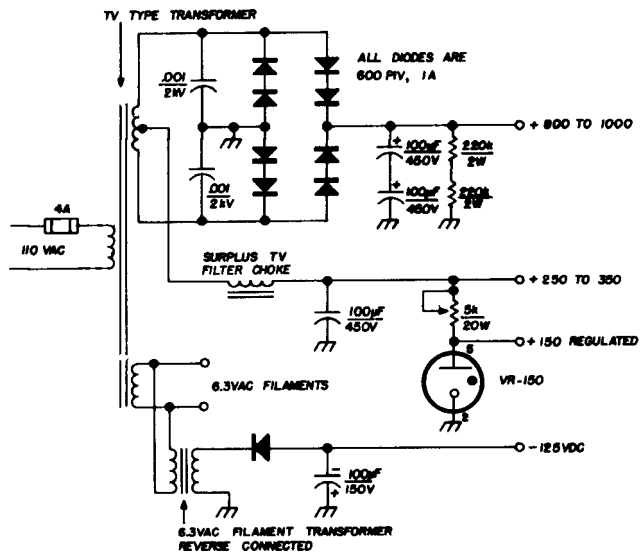 TV TYPE TRANSFORMER
ALL DIODES ARE
600 PIV, 1A
.001
2kV
+ 800 TO 1000
+
100µF
450V
220k
2W
4A
.001
2kV
+
100µF
450V
220k
2W
110 VAC
SURPLUS TV
FILTER CHOKE
+ 250 TO 350
100µF
450V
5k
20W
+ 150 REGULATED
5
VR-150
6.3VAC FILAMENTS
2
-125VDC
-
100µF
+
150V
6.3VAC FILAMENT TRANSFORMER
REVERSE CONNECTED